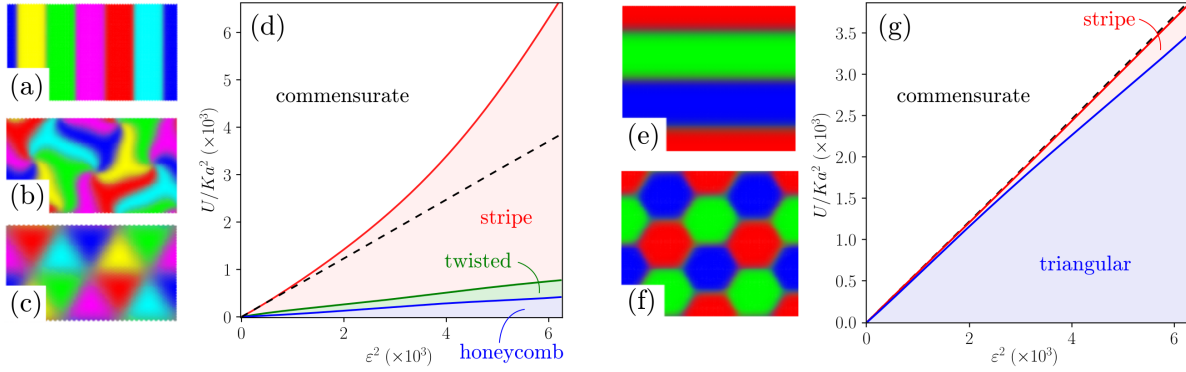 (a)
(b)
(c)
(d)
U/Ka² (×10³)
6
5
4
3
2
1
0
commensurate
stripe
twisted
honeycomb
0
2
4
6
ε² (×10³)
(e)
(f)
(g)
U/Ka² (×10³)
3.5
3.0
2.5
2.0
1.5
1.0
0.5
0.0
stripe
commensurate
triangular
0
2
4
6
ε² (×10³)